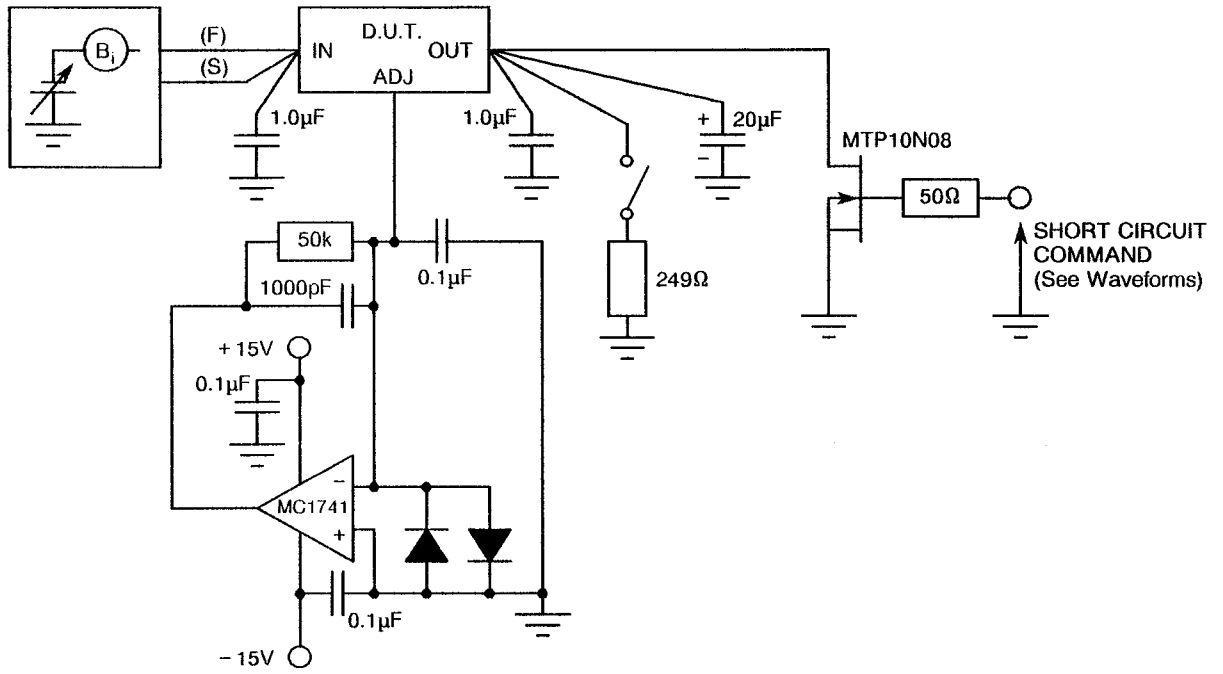 (F)
(S)
Bi
D.U.T.
IN
OUT
ADJ
1.0µF
1.0µF
+
20µF
−
MTP10N08
50Ω
SHORT CIRCUIT
COMMAND
(See Waveforms)
50k
0.1µF
249Ω
1000pF
+15V
0.1µF
−
MC1741
+
0.1µF
−15V